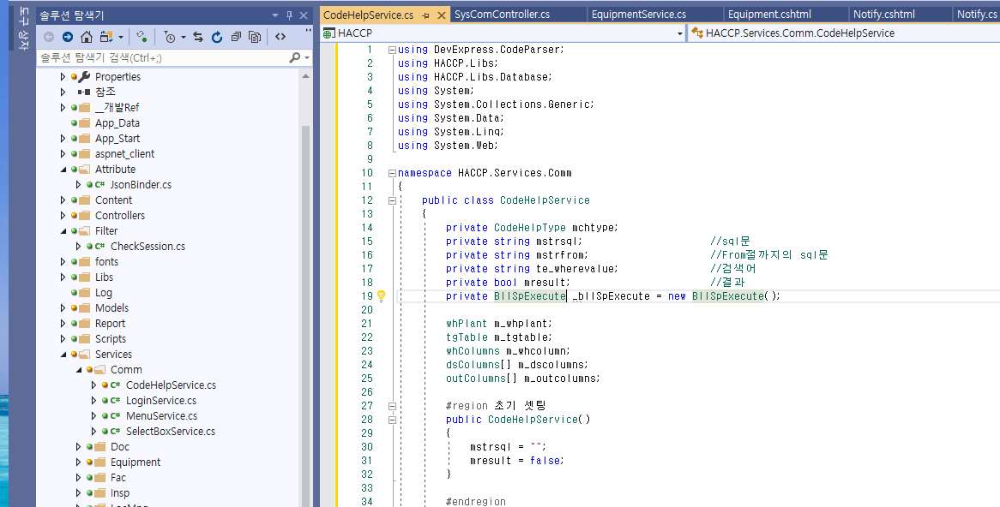 도구 상자
솔루션 탐색기
솔루션 탐색기 검색(Ctrl+;)
Properties
참조
__개발Ref
App_Data
App_Start
aspnet_client
Attribute
C# JsonBinder.cs
Content
Controllers
Filter
C# CheckSession.cs
fonts
Libs
Log
Models
Report
Scripts
Services
Comm
C# CodeHelpService.cs
C# LoginService.cs
C# MenuService.cs
C# SelectBoxService.cs
Doc
Equipment
Fac
Insp
CodeHelpService.cs SysComController.cs EquipmentService.cs Equipment.cshtml Notify.cshtml Notify.cs
HACCP HACCP.Services.Comm.CodeHelpService
1 using DevExpress.CodeParser;
2 using HACCP.Libs;
3 using HACCP.Libs.Database;
4 using System;
5 using System.Collections.Generic;
6 using System.Data;
7 using System.Linq;
8 using System.Web;
9
10 namespace HACCP.Services.Comm
11 {
12 public class CodeHelpService
13 {
14 private CodeHelpType mchtype;
15 private string mstrsql; //sql문
16 private string mstrfrom; //From절까지의 sql문
17 private string te_wherevalue; //검색어
18 private bool mresult; //결과
19 private BllSpExecute _bllSpExecute = new BllSpExecute();
20
21 whPlant m_whplant;
22 tgTable m_tgtable;
23 whColumns m_whcolumn;
24 dsColumns[] m_dscolumns;
25 outColumns[] m_outcolumns;
26
27 #region 초기 셋팅
28 public CodeHelpService()
29 {
30 mstrsql = "";
31 mresult = false;
32 }
33
34 #endregion